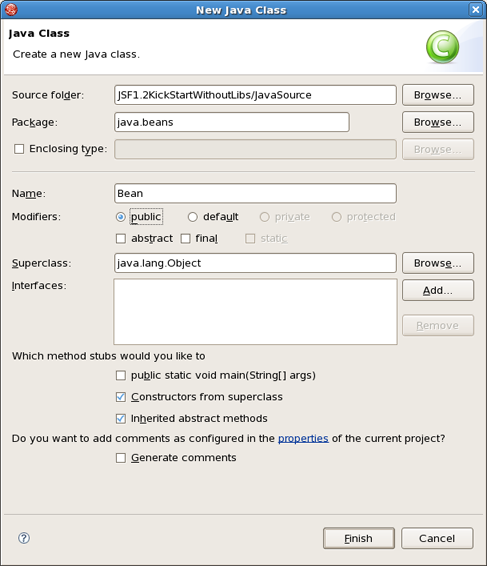 New Java Class
Java Class
Create a new Java class.
C
Source folder: JSF1.2KickStartWithoutLibs/JavaSource Browse...
Package: java.beans Browse...
Enclosing type: Browse...
Name: Bean
Modifiers: public default private protected
abstract final static
Superclass: java.lang.Object Browse...
Interfaces: Add...
Remove
Which method stubs would you like to
public static void main(String[] args)
Constructors from superclass
Inherited abstract methods
Do you want to add comments as configured in the properties of the current project?
Generate comments
? Finish Cancel